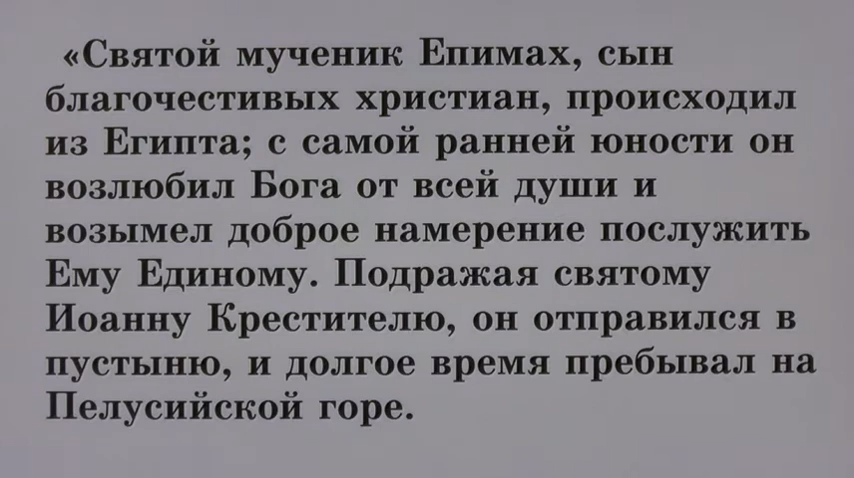 «Святой мученик Епимах, сын
благочестивых христиан, происходил
из Египта; с самой ранней юности он
возлюбил Бога от всей души и
возымел доброе намерение послужить
Ему Единому. Подражая святому
Иоанну Крестителю, он отправился в
пустыню, и долгое время пребывал на
Пелусийской горе.